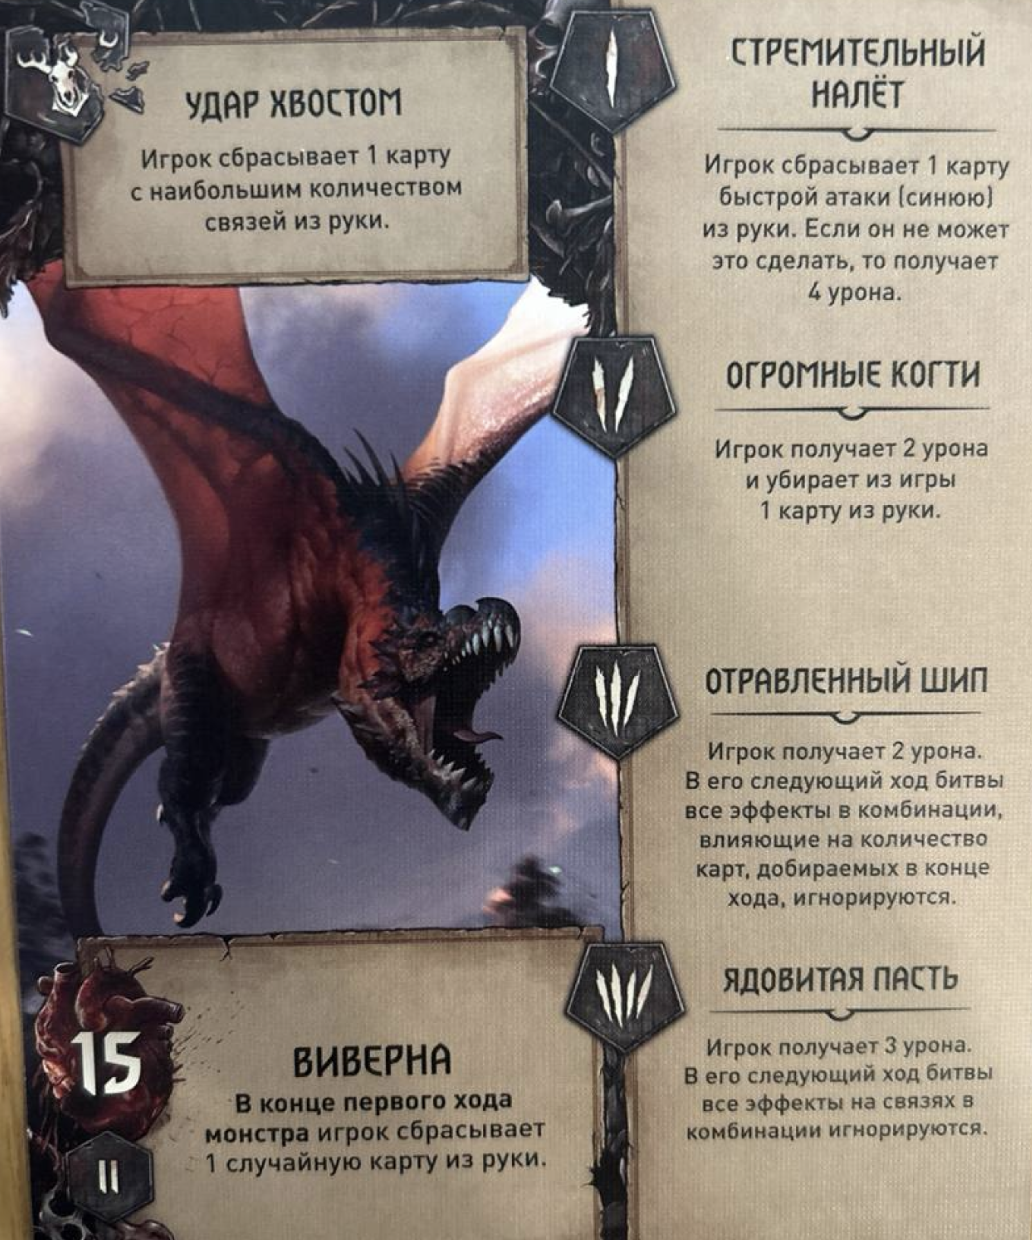 УДАР ХВОСТОМ
Игрок сбрасывает 1 карту
с наибольшим количеством
связей из руки.
СТРЕМИТЕЛЬНЫЙ
НАЛЁТ
Игрок сбрасывает 1 карту
быстрой атаки (синюю)
из руки. Если он не может
это сделать, то получает
4 урона.
ОГРОМНЫЕ КОГТИ
Игрок получает 2 урона
и убирает из игры
1 карту из руки.
ОТРАВЛЕННЫЙ ШИП
Игрок получает 2 урона.
В его следующий ход битвы
все эффекты в комбинации,
влияющие на количество
карт, добираемых в конце
хода, игнорируются.
ЯДОВИТАЯ ПАСТЬ
Игрок получает 3 урона.
В его следующий ход битвы
все эффекты на связях в
комбинации игнорируются.
15
ВИВЕРНА
В конце первого хода
монстра игрок сбрасывает
1 случайную карту из руки.
II